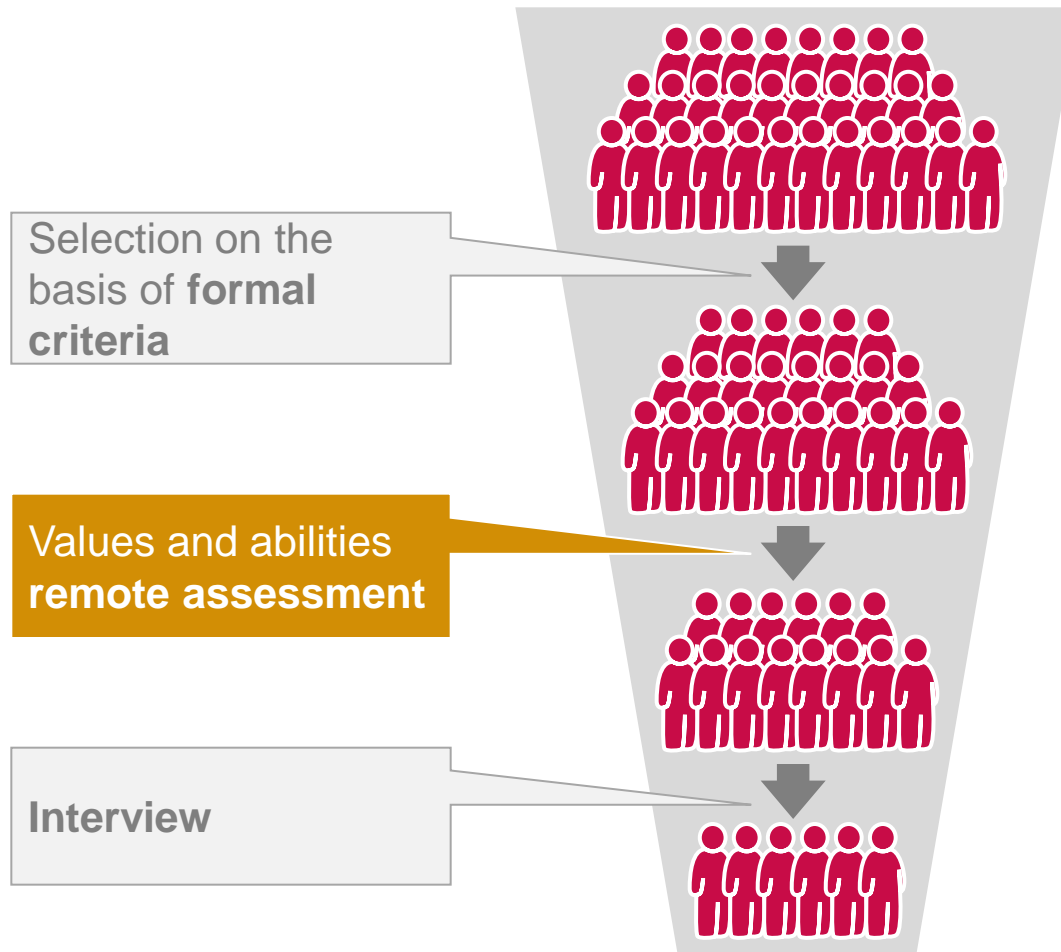 Selection on the
basis of formal
criteria
Values and abilities
remote assessment
Interview